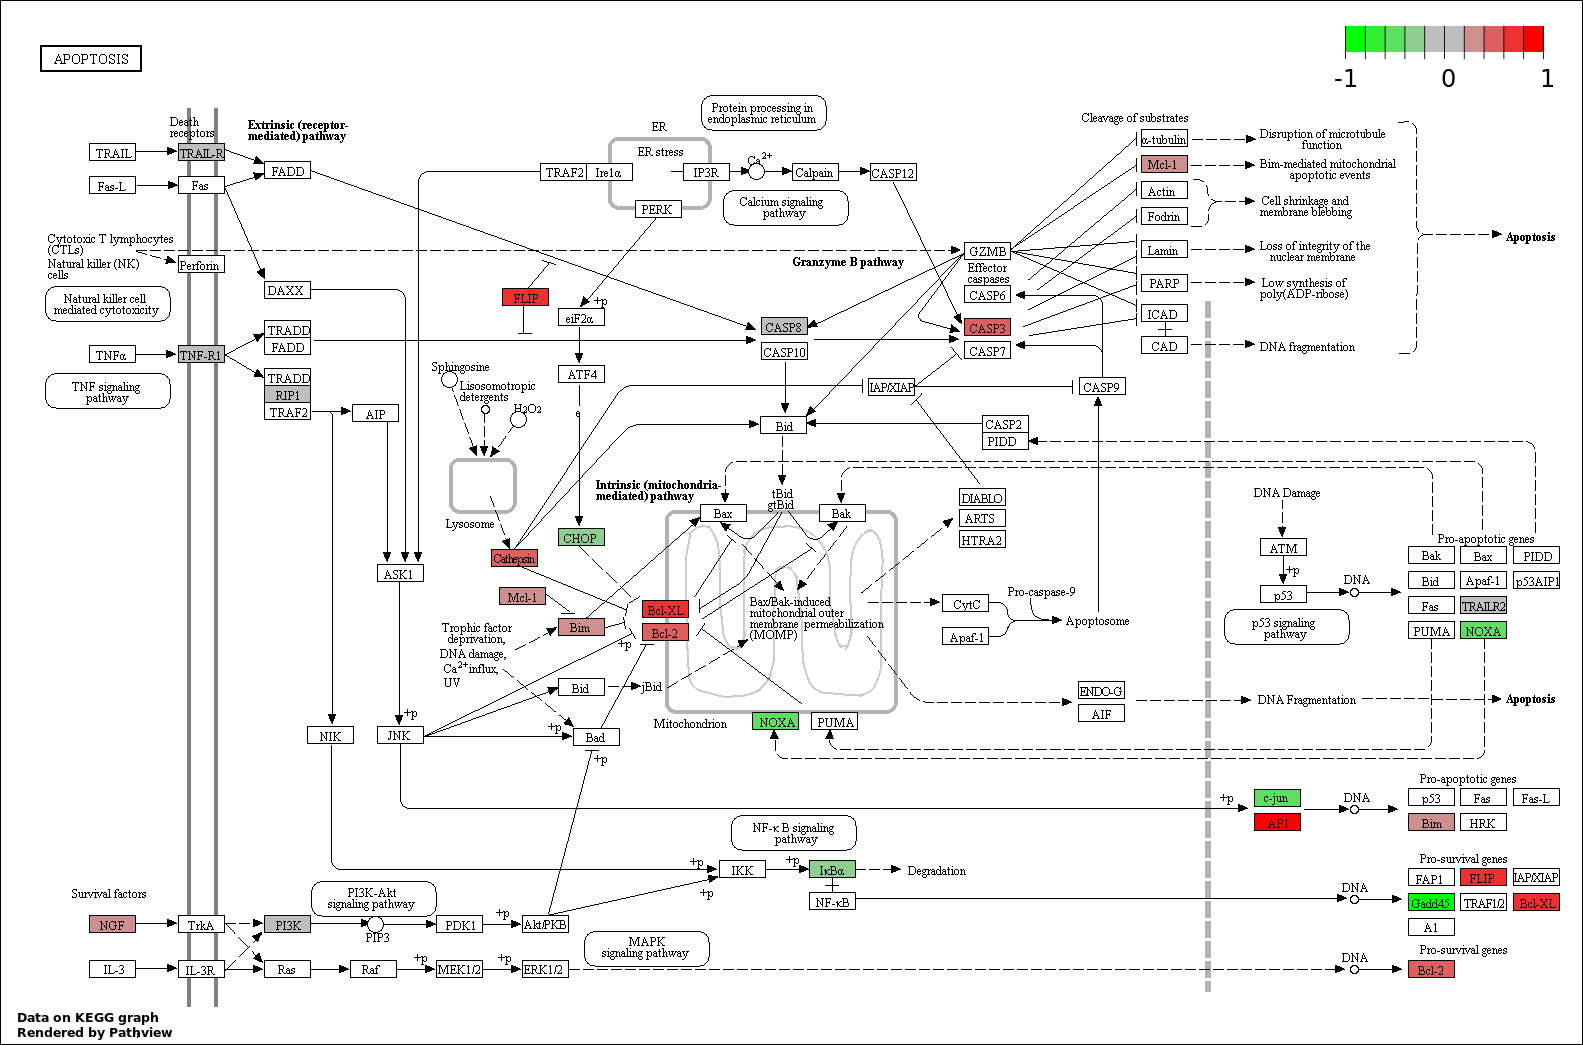 APOPTOSIS
-1 0 1
Death
receptors
Extrinsic (receptor-
mediated) pathway
TRAIL
TRAIL-R
Fas-L
Fas
FADD
Cytotoxic T lymphocytes
(CTLs)
Natural killer (NK)
cells
Perforin
Natural killer cell
mediated cytotoxicity
DAXX
TNFα
TNF-R1
TRADD
FADD
TRADD
RIP1
TRAF2
TNF signaling
pathway
AIP
ER
ER stress
TRAF2
Ire1α
IP3R
PERK
Protein processing in
endoplasmic reticulum
Ca2+
Calpain
CASP12
Calcium signaling
pathway
Granzyme B pathway
GZMB
Effector
caspases
CASP6
CASP3
CASP7
FLIP
+p
eiF2α
ATF4
e
CASP8
CASP10
IAP/XIAP
CASP9
Bid
CASP2
PIDD
Cleavage of substrates
α-tubulin
Disruption of microtubule
function
Mcl-1
Bim-mediated mitochondrial
apoptotic events
Actin
Fodrin
Cell shrinkage and
membrane blebbing
Lamin
Loss of integrity of the
nuclear membrane
PARP
Low synthesis of
poly(ADP-ribose)
ICAD
CAD
DNA fragmentation
Apoptosis
Sphingosine
Lisosomotropic
detergents
H2O2
Lysosome
Cathepsin
CHOP
Intrinsic (mitochondria-
mediated) pathway
tBid
gtBid
Bax
Bak
DIABLO
ARTS
HTRA2
ASK1
Mcl-1
Bim
+p
Bcl-XL
Bcl-2
Bax/Bak-induced
mitochondrial outer
membrane permeabilization
(MOMP)
CytC
Apaf-1
Pro-caspase-9
Apoptosome
Trophic factor
deprivation,
DNA damage,
Ca2+influx,
UV
Bid
jBid
Mitochondrion
NOXA
PUMA
ENDO-G
AIF
DNA Fragmentation
Apoptosis
DNA Damage
ATM
+p
p53
DNA
p53 signaling
pathway
Pro-apoptotic genes
Bak
Bax
PIDD
Bid
Apaf-1
p53AIP1
Fas
TRAILR2
PUMA
NOXA
NIK
+p
JNK
+p
Bad
+p
+p
c-jun
AP1
DNA
Pro-apoptotic genes
p53
Fas
Fas-L
Bim
HRK
NF-κB signaling
pathway
+p
IKK
+p
IκBα
Degradation
+p
NF-κB
DNA
Pro-survival genes
FAP1
FLIP
IAP/XIAP
Gadd45
TRAF1/2
Bcl-XL
A1
Survival factors
NGF
TrkA
PI3K
PI3K-Akt
signaling pathway
PIP3
PDK1
+p
Akt/PKB
IL-3
IL-3R
Ras
Raf
+p
MEK1/2
+p
ERK1/2
MAPK
signaling pathway
DNA
Pro-survival genes
Bcl-2
Data on KEGG graph
Rendered by Pathview